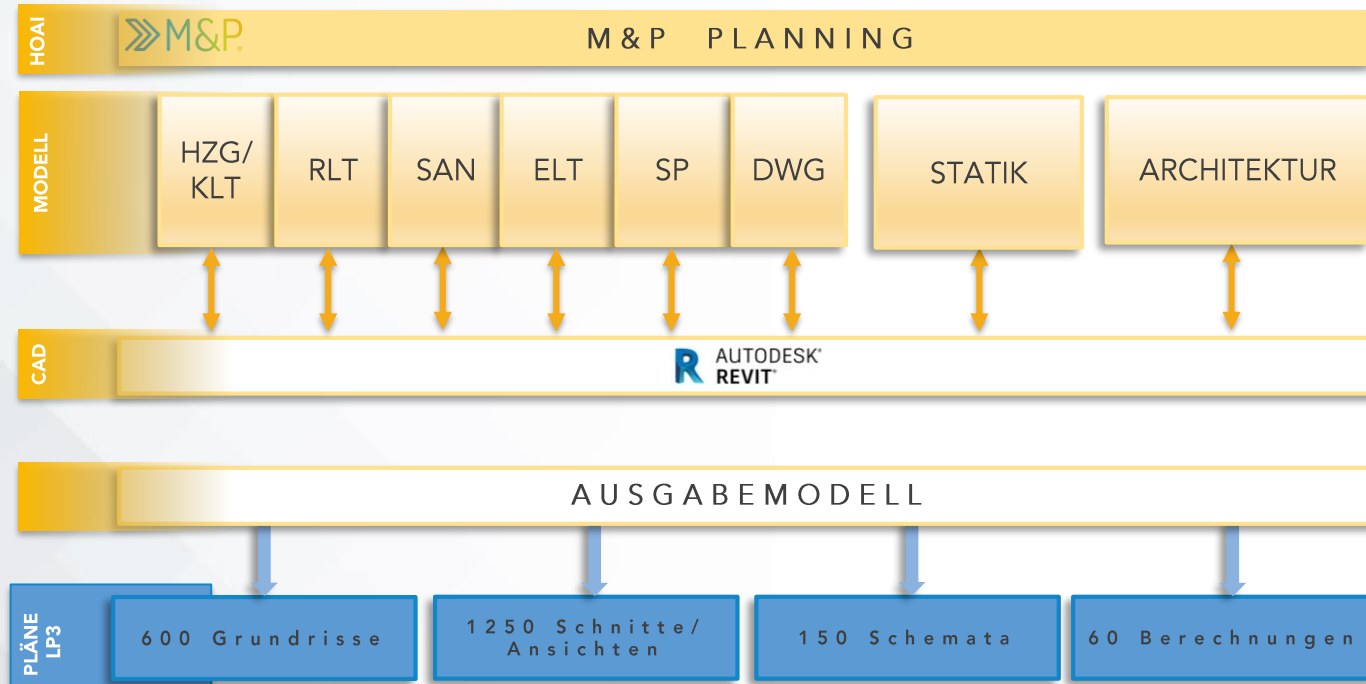 HOAI
M&P.
M&P PLANNING
MODELL
HZG/
KLT
RLT
SAN
ELT
SP
DWG
STATIK
ARCHITEKTUR
CAD
R
AUTODESK®
REVIT®
AUSGABEMODELL
PLÄNE
LP3
600 Grundrisse
1250 Schnitte/
Ansichten
150 Schemata
60 Berechnungen